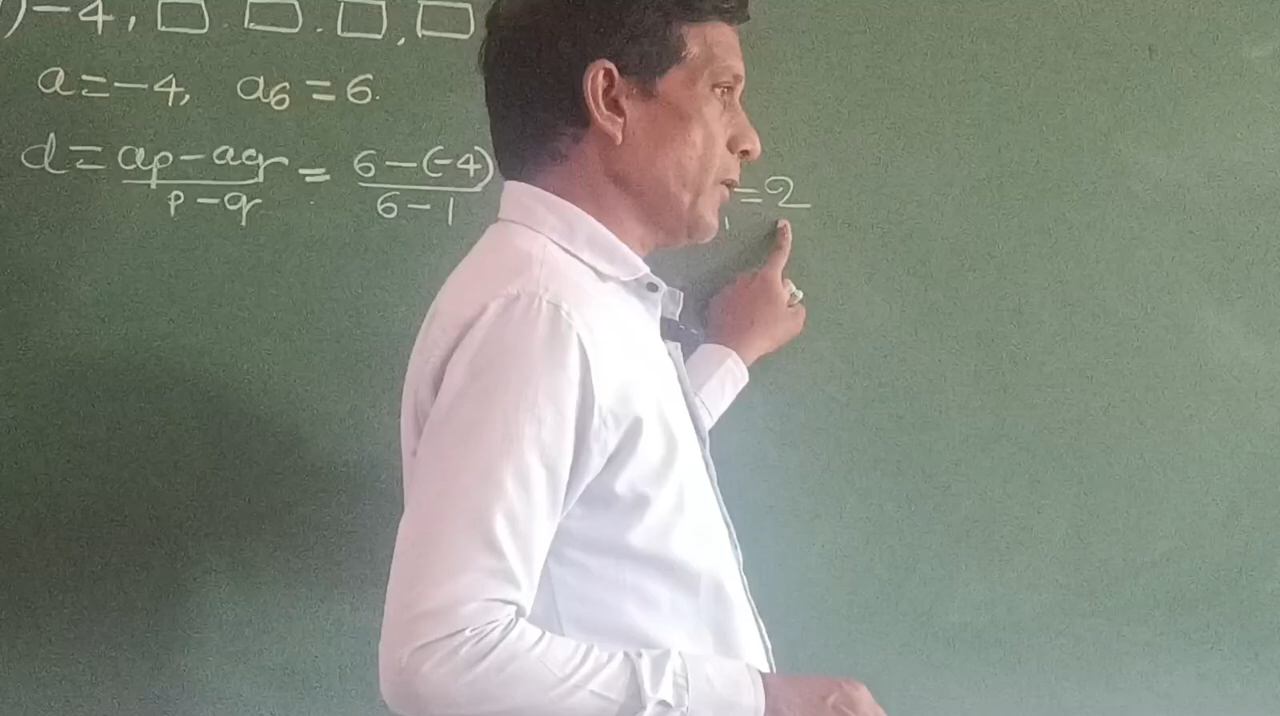 )-4, □ . □ . □ , □
a = -4, a₆ = 6.
d = ap - aq / p - q = 6 - (-4) / 6 - 1 = 2